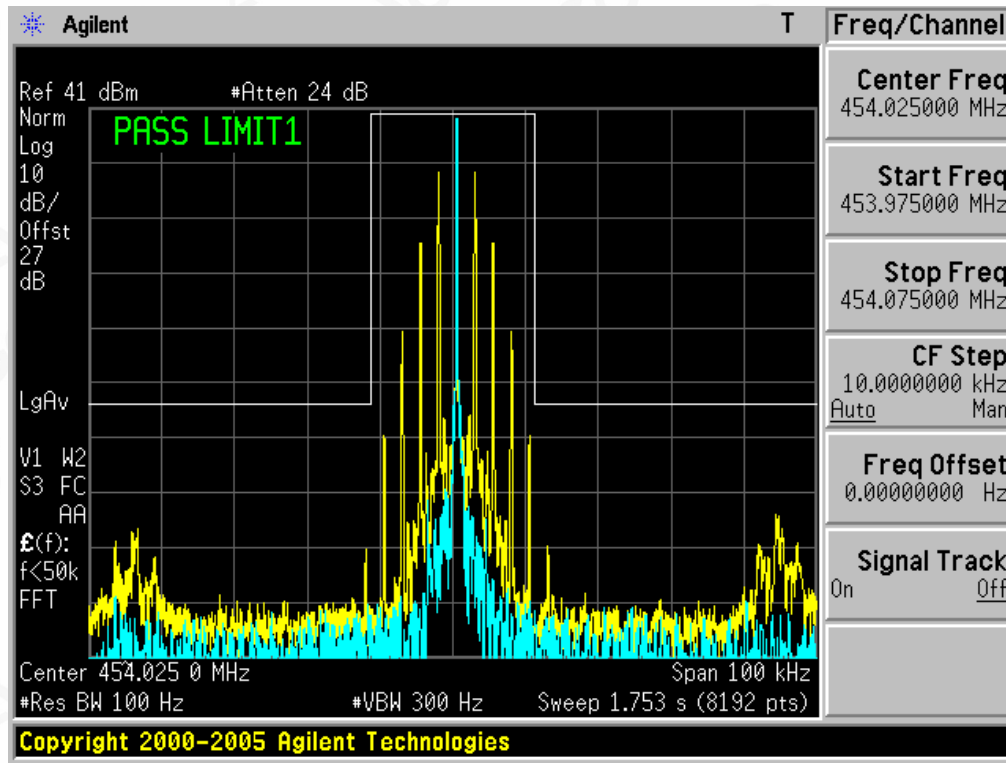 Agilent T
Freq/Channel
Ref 41 dBm #Atten 24 dB
Norm
Log
10
dB/
Offst
27
dB
PASS LIMIT1
LgAv
V1 W2
S3 FC
AA
£(f):
f<50k
FFT
Center 454.025 0 MHz Span 100 kHz
#Res BW 100 Hz #VBW 300 Hz Sweep 1.753 s (8192 pts)
Copyright 2000-2005 Agilent Technologies
Center Freq
454.025000 MHz
Start Freq
453.975000 MHz
Stop Freq
454.075000 MHz
CF Step
10.0000000 kHz
Auto Man
Freq Offset
0.00000000 Hz
Signal Track
On Off